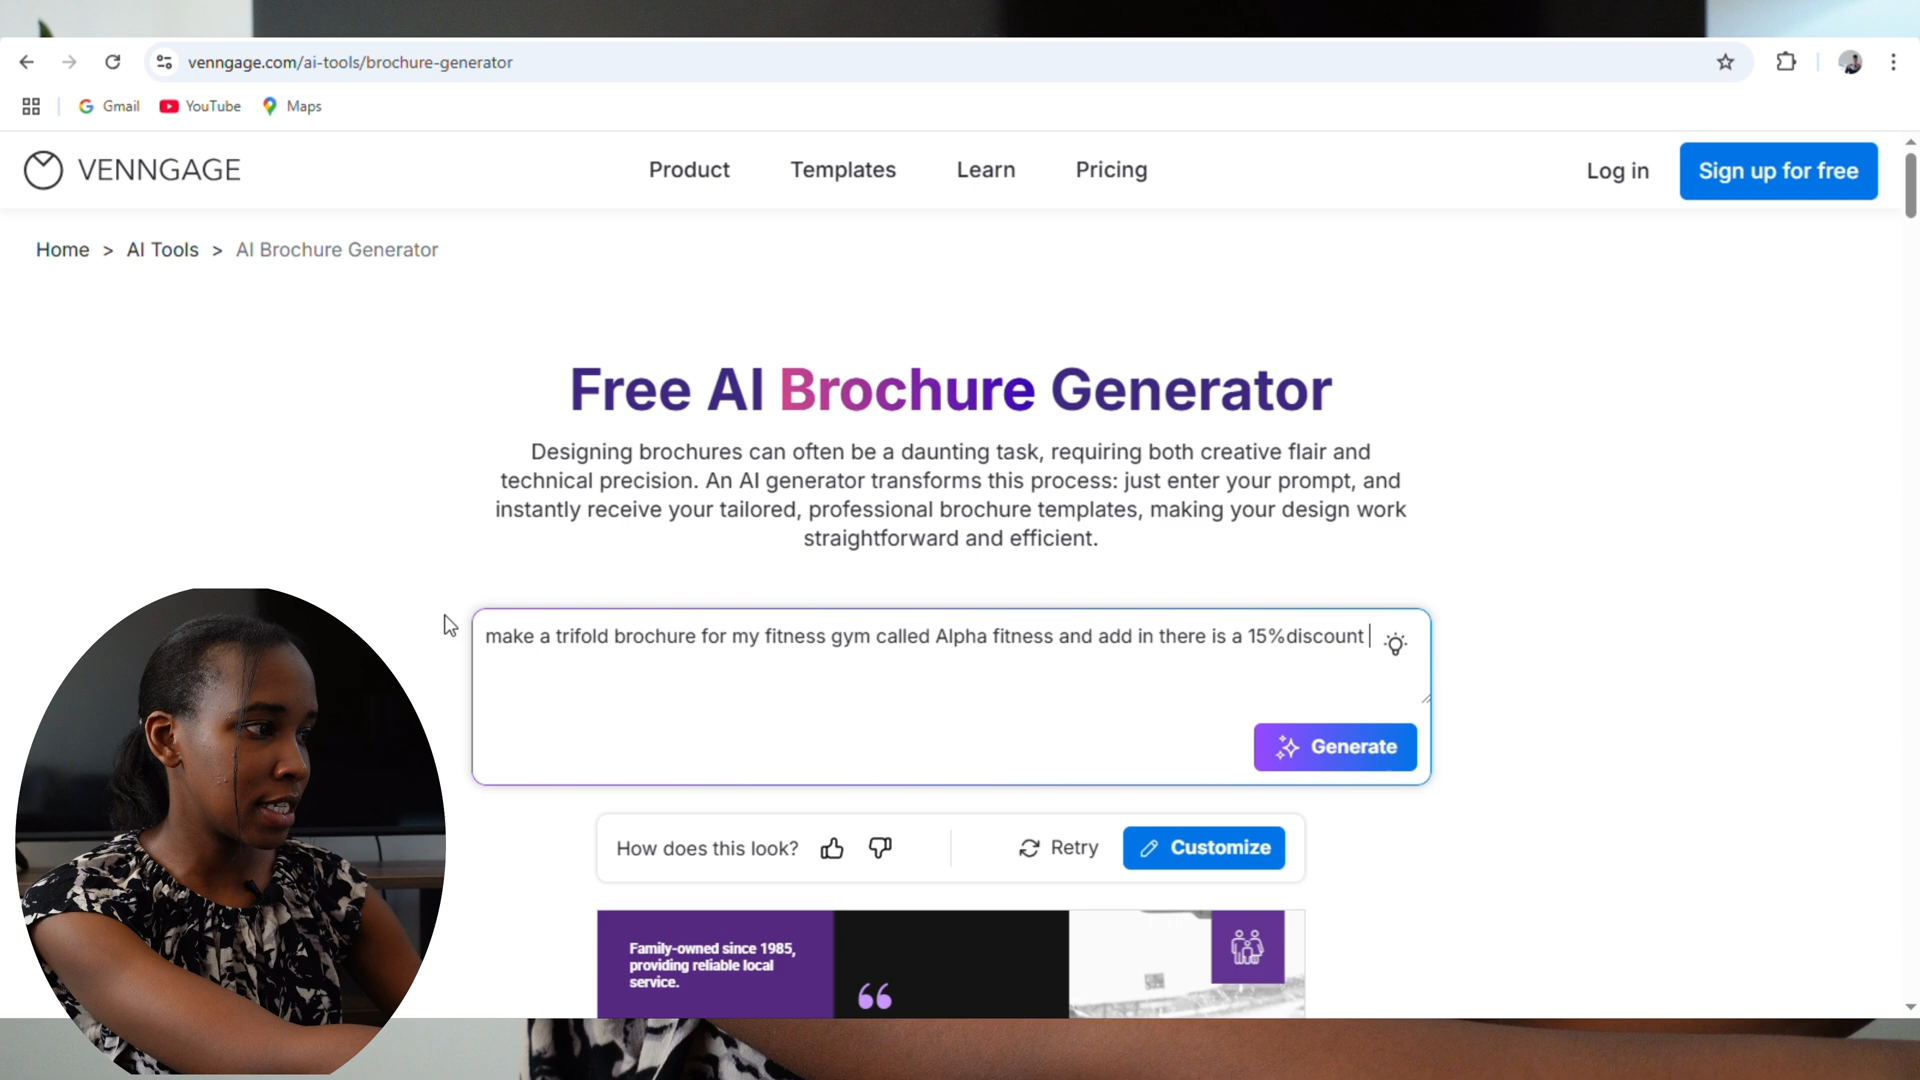 venngage.com/ai-tools/brochure-generator
Gmail YouTube Maps
VENNGAGE Product Templates Learn Pricing Log in Sign up for free
Home > AI Tools > AI Brochure Generator
Free AI Brochure Generator
Designing brochures can often be a daunting task, requiring both creative flair and
technical precision. An AI generator transforms this process: just enter your prompt, and
instantly receive your tailored, professional brochure templates, making your design work
straightforward and efficient.
make a trifold brochure for my fitness gym called Alpha fitness and add in there is a 15%discount
Generate
How does this look? Retry Customize
Family-owned since 1985,
providing reliable local
service.
“